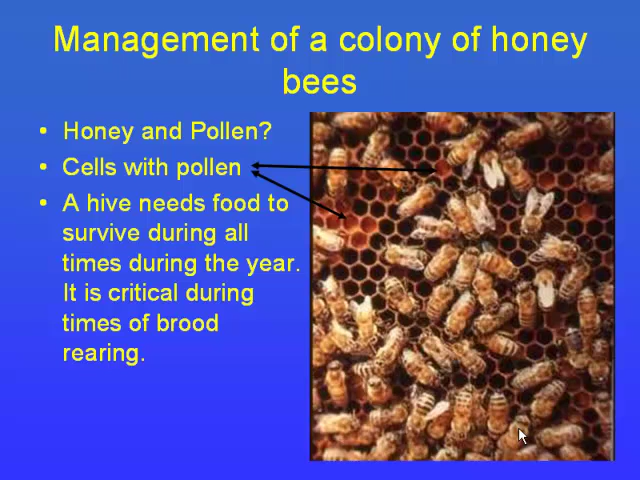 Management of a colony of honey
bees
• Honey and Pollen?
• Cells with pollen
• A hive needs food to
survive during all
times during the year.
It is critical during
times of brood
rearing.